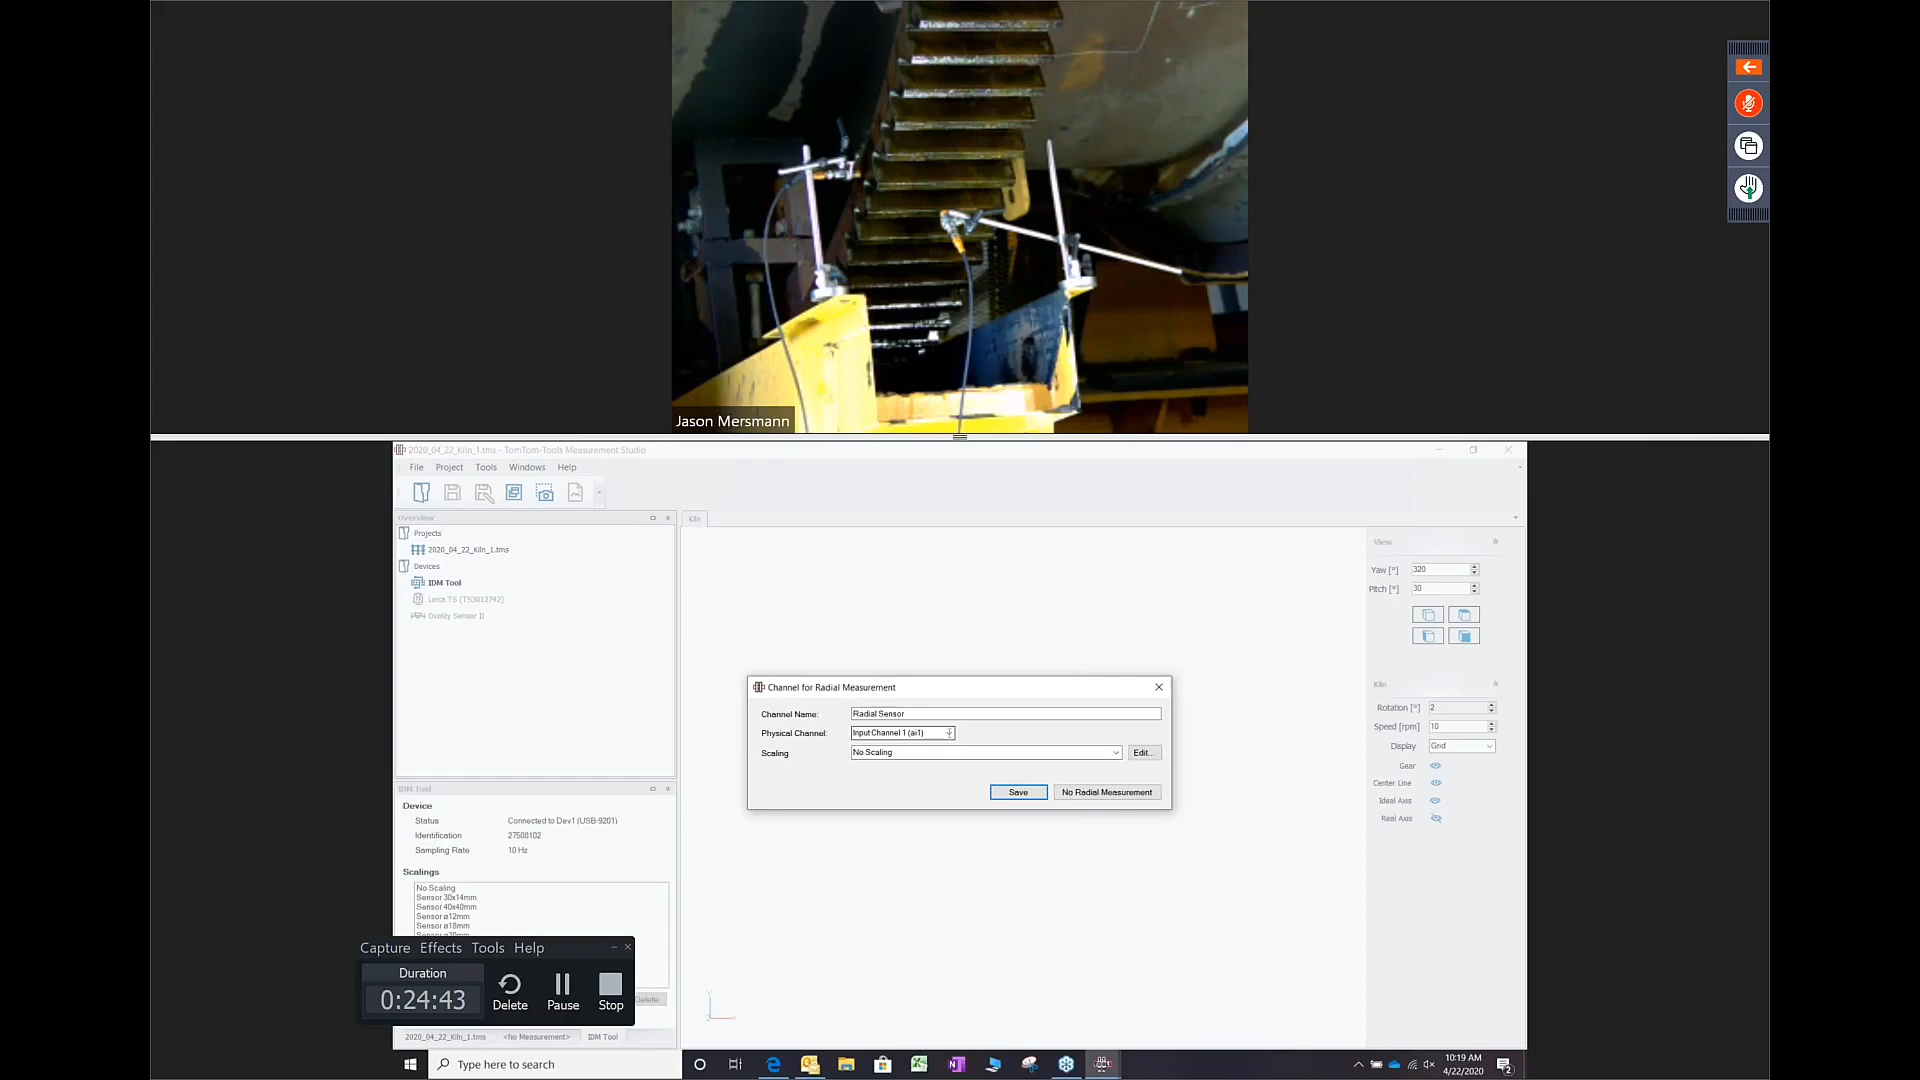 Jason Mersmann
2020_04_22_Kiln_1.tms - TomTom-Tools Measurement Studio
File Project Tools Windows Help
Overview
Projects
2020_04_22_Kiln_1.tms
Devices
IDM Tool
Leica TS (TS3012742)
Ovality Sensor II
Kiln
View
Yaw [°] 320
Pitch [°] 30
Kiln
Rotation [°] 2
Speed [rpm] 10
Display Grid
Gear
Center Line
Ideal Axis
Real Axis
Channel for Radial Measurement
Channel Name: Radial Sensor
Physical Channel: Input Channel 1 (ai1)
Scaling No Scaling Edit...
Save No Radial Measurement
IDM Tool
Device
Status Connected to Dev1 (USB-9201)
Identification 27508102
Sampling Rate 10 Hz
Scalings
No Scaling
Sensor 30x14mm
Sensor 40x40mm
Sensor ø12mm
Sensor ø18mm
Sensor ø30mm
Delete
Capture Effects Tools Help
Duration
0:24:43
Delete Pause Stop
2020_04_22_Kiln_1.tms <No Measurement> IDM Tool
Type here to search
10:19 AM
4/22/2020
2